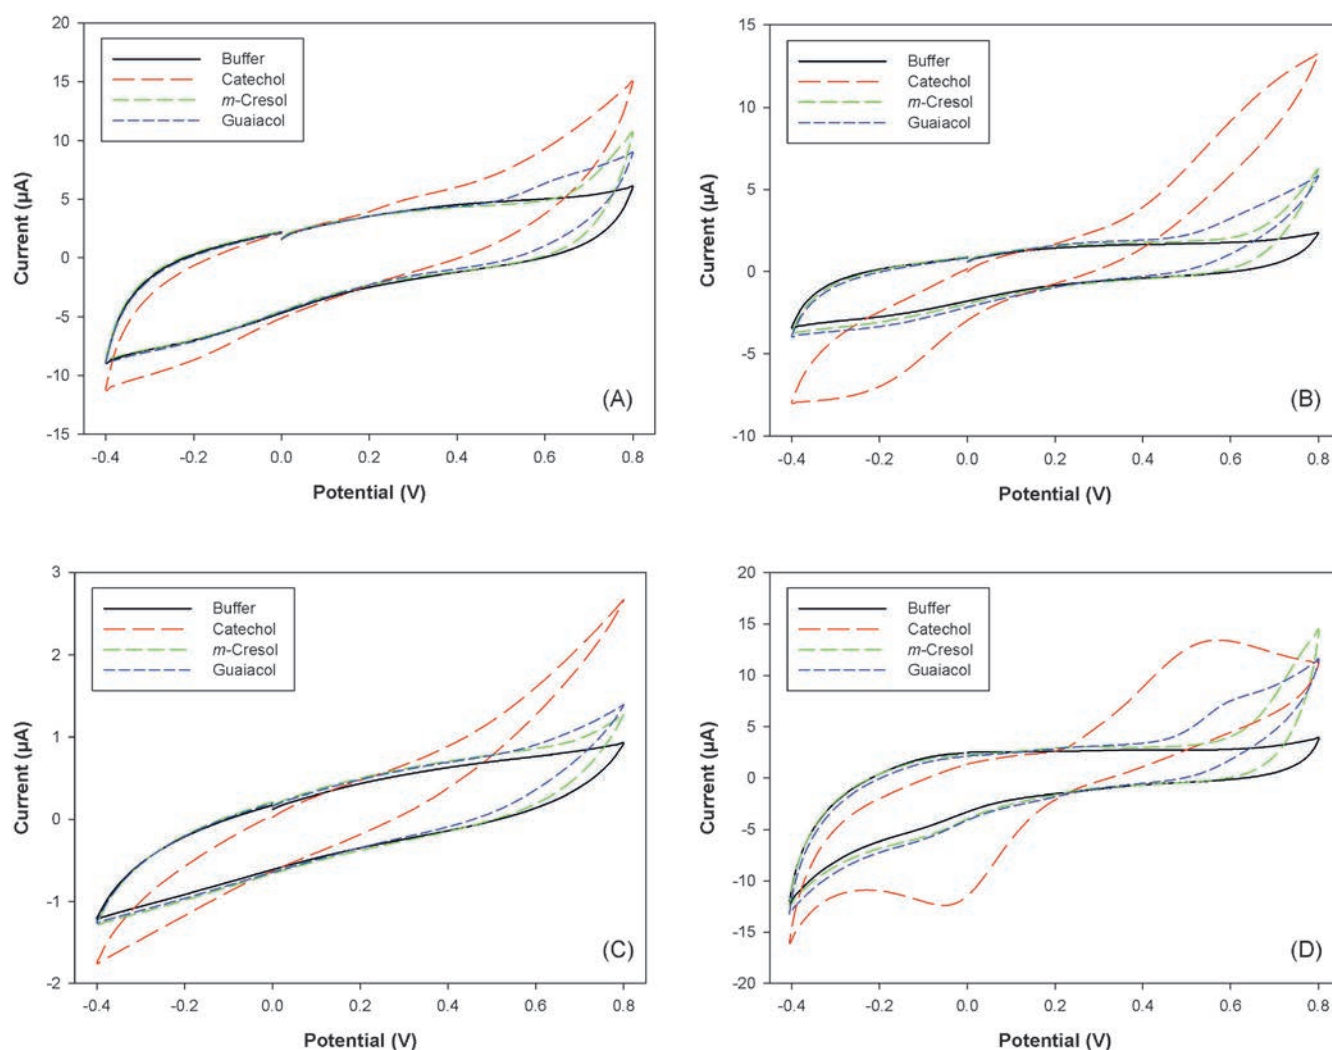 20
15
10
5
0
-5
-10
-15
Current (µA)
Buffer
Catechol
m-Cresol
Guaiacol
(A)
-0.4 -0.2 0.0 0.2 0.4 0.6 0.8
Potential (V)
15
10
5
0
-5
-10
Current (µA)
Buffer
Catechol
m-Cresol
Guaiacol
(B)
-0.4 -0.2 0.0 0.2 0.4 0.6 0.8
Potential (V)
3
2
1
0
-1
-2
Current (µA)
Buffer
Catechol
m-Cresol
Guaiacol
(C)
-0.4 -0.2 0.0 0.2 0.4 0.6 0.8
Potential (V)
20
15
10
5
0
-5
-10
-15
-20
Current (µA)
Buffer
Catechol
m-Cresol
Guaiacol
(D)
-0.4 -0.2 0.0 0.2 0.4 0.6 0.8
Potential (V)